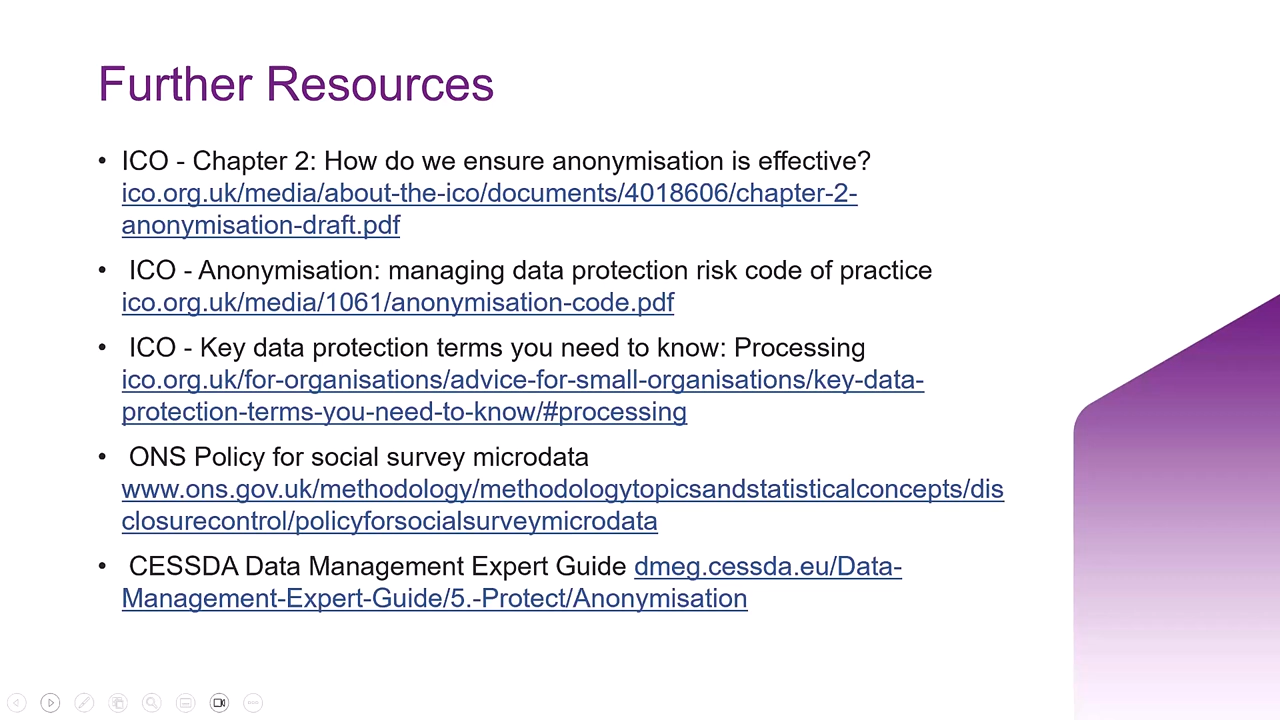 Further Resources
• ICO - Chapter 2: How do we ensure anonymisation is effective?
ico.org.uk/media/about-the-ico/documents/4018606/chapter-2-
anonymisation-draft.pdf
• ICO - Anonymisation: managing data protection risk code of practice
ico.org.uk/media/1061/anonymisation-code.pdf
• ICO - Key data protection terms you need to know: Processing
ico.org.uk/for-organisations/advice-for-small-organisations/key-data-
protection-terms-you-need-to-know/#processing
• ONS Policy for social survey microdata
www.ons.gov.uk/methodology/methodologytopicsandstatisticalconcepts/dis
closurecontrol/policyforsocialsurveymicrodata
• CESSDA Data Management Expert Guide dmeg.cessda.eu/Data-
Management-Expert-Guide/5.-Protect/Anonymisation